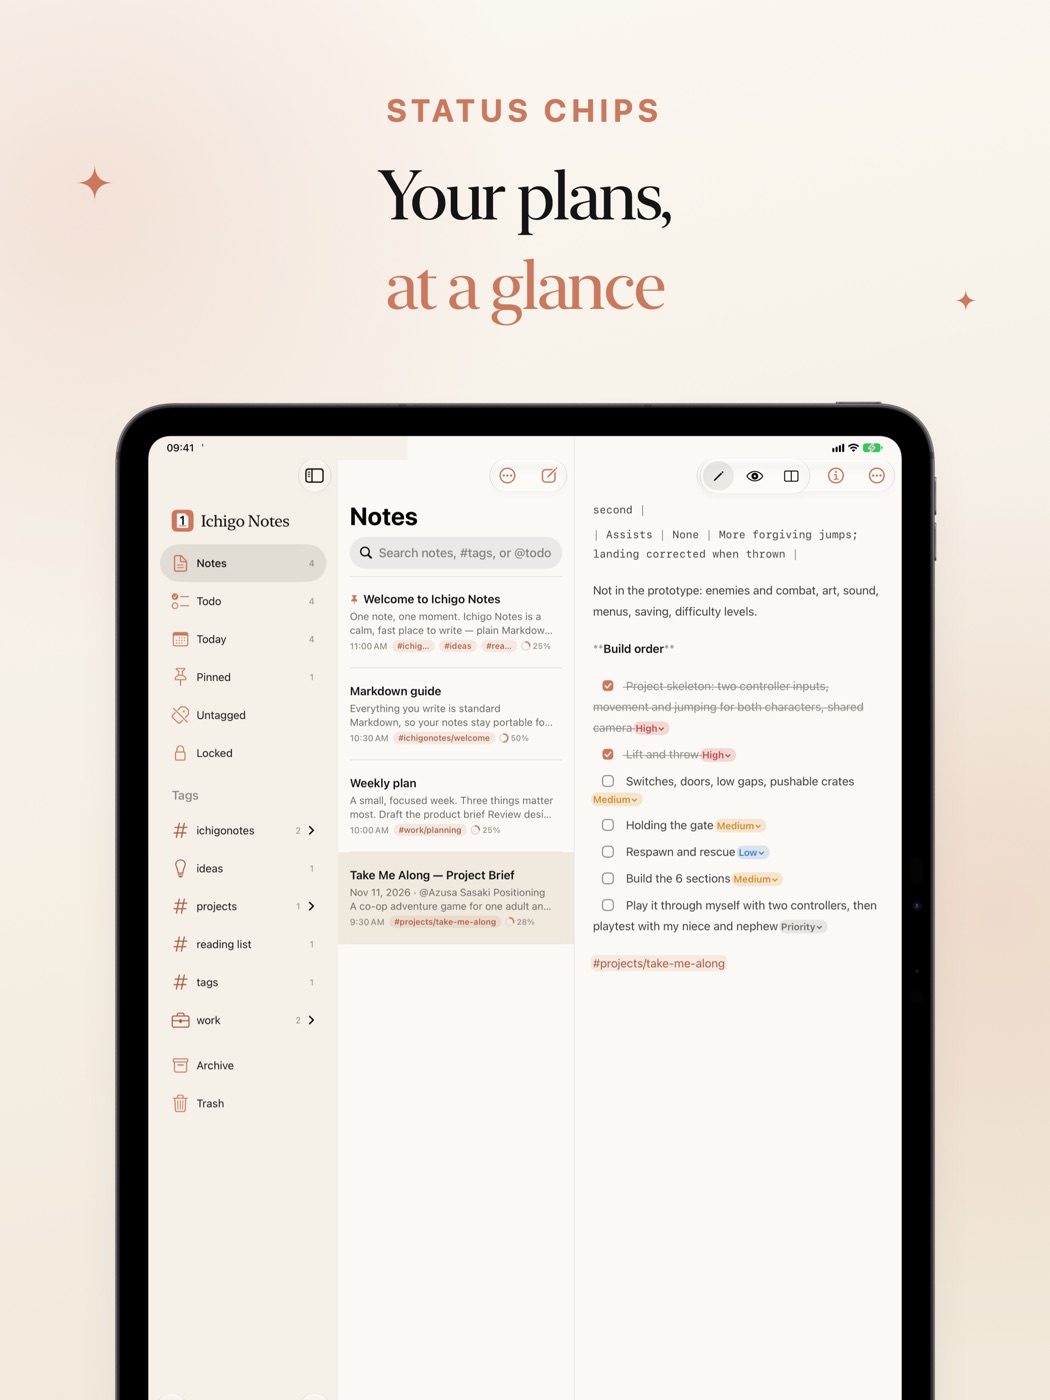 STATUS CHIPS
Your plans,
at a glance
09:41
Ichigo Notes
Notes 4
Todo 4
Today 4
Pinned 1
Untagged
Locked
Tags
ichigonotes 2
ideas 1
projects 1
reading list 1
tags 1
work 2
Archive
Trash
Notes
Search notes, #tags, or @todo
Welcome to Ichigo Notes
One note, one moment. Ichigo Notes is a
calm, fast place to write — plain Markdow...
11:00 AM #ichig... #ideas #rea... 25%
Markdown guide
Everything you write is standard
Markdown, so your notes stay portable fo...
10:30 AM #ichigonotes/welcome 50%
Weekly plan
A small, focused week. Three things matter
most. Draft the product brief Review desi...
10:00 AM #work/planning 25%
Take Me Along — Project Brief
Nov 11, 2026 · @Azusa Sasaki Positioning
A co-op adventure game for one adult an...
9:30 AM #projects/take-me-along 28%
second |
| Assists | None | More forgiving jumps;
landing corrected when thrown |
Not in the prototype: enemies and combat, art, sound,
menus, saving, difficulty levels.
**Build order**
Project skeleton: two controller inputs,
movement and jumping for both characters, shared
camera High
Lift and throw High
Switches, doors, low gaps, pushable crates
Medium
Holding the gate Medium
Respawn and rescue Low
Build the 6 sections Medium
Play it through myself with two controllers, then
playtest with my niece and nephew Priority
#projects/take-me-along